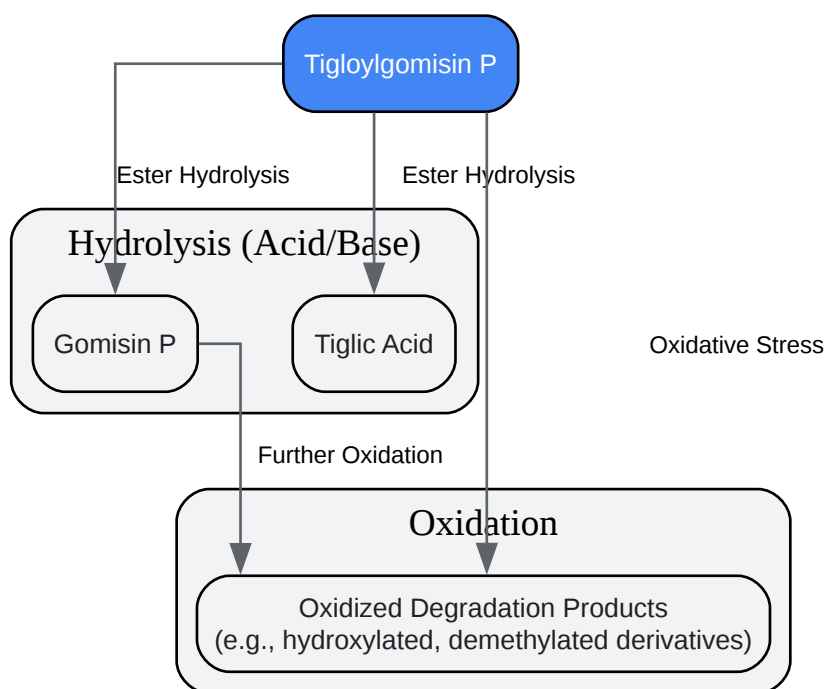 Tigloylgomisin P
Ester Hydrolysis
Ester Hydrolysis
Hydrolysis (Acid/Base)
Gomisin P
Tiglic Acid
Oxidative Stress
Further Oxidation
Oxidation
Oxidized Degradation Products
(e.g., hydroxylated, demethylated derivatives)